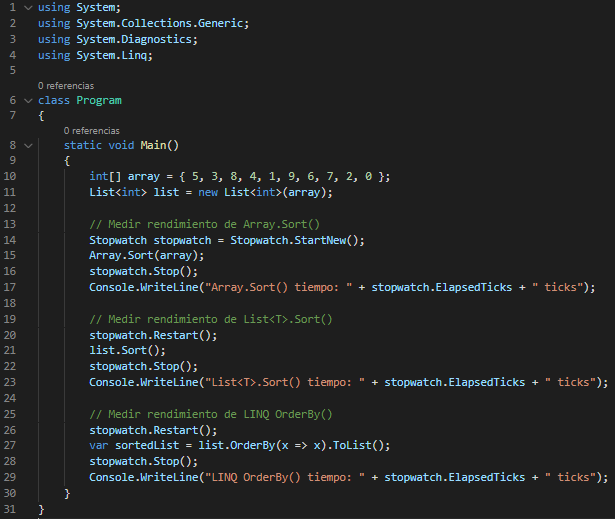 1 using System;
2 using System.Collections.Generic;
3 using System.Diagnostics;
4 using System.Linq;
5
0 referencias
6 class Program
7 {
0 referencias
8     static void Main()
9     {
10         int[] array = { 5, 3, 8, 4, 1, 9, 6, 7, 2, 0 };
11         List<int> list = new List<int>(array);
12
13         // Medir rendimiento de Array.Sort()
14         Stopwatch stopwatch = Stopwatch.StartNew();
15         Array.Sort(array);
16         stopwatch.Stop();
17         Console.WriteLine("Array.Sort() tiempo: " + stopwatch.ElapsedTicks + " ticks");
18
19         // Medir rendimiento de List<T>.Sort()
20         stopwatch.Restart();
21         list.Sort();
22         stopwatch.Stop();
23         Console.WriteLine("List<T>.Sort() tiempo: " + stopwatch.ElapsedTicks + " ticks");
24
25         // Medir rendimiento de LINQ OrderBy()
26         stopwatch.Restart();
27         var sortedList = list.OrderBy(x => x).ToList();
28         stopwatch.Stop();
29         Console.WriteLine("LINQ OrderBy() tiempo: " + stopwatch.ElapsedTicks + " ticks");
30     }
31 }